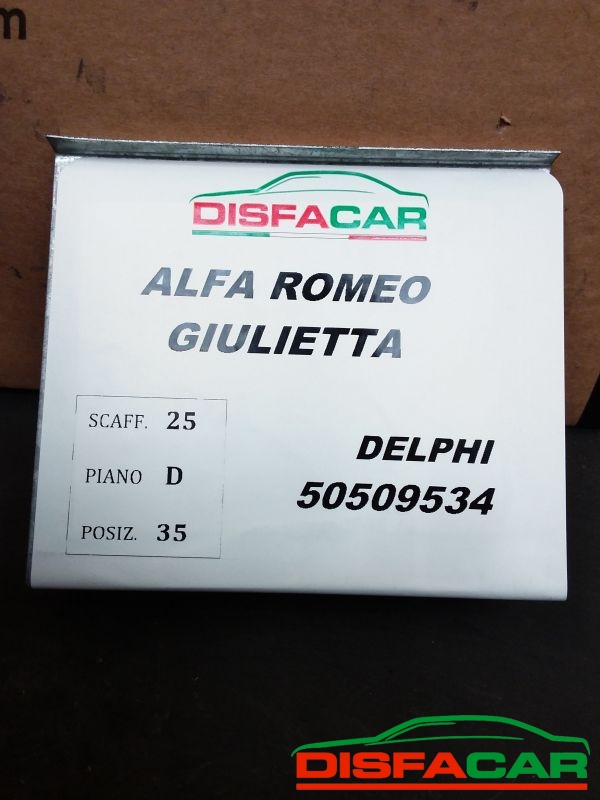 m
DISFACAR
ALFA ROMEO
GIULIETTA
SCAFF. 25
PIANO D
POSIZ. 35
DELPHI
50509534
DISFACAR